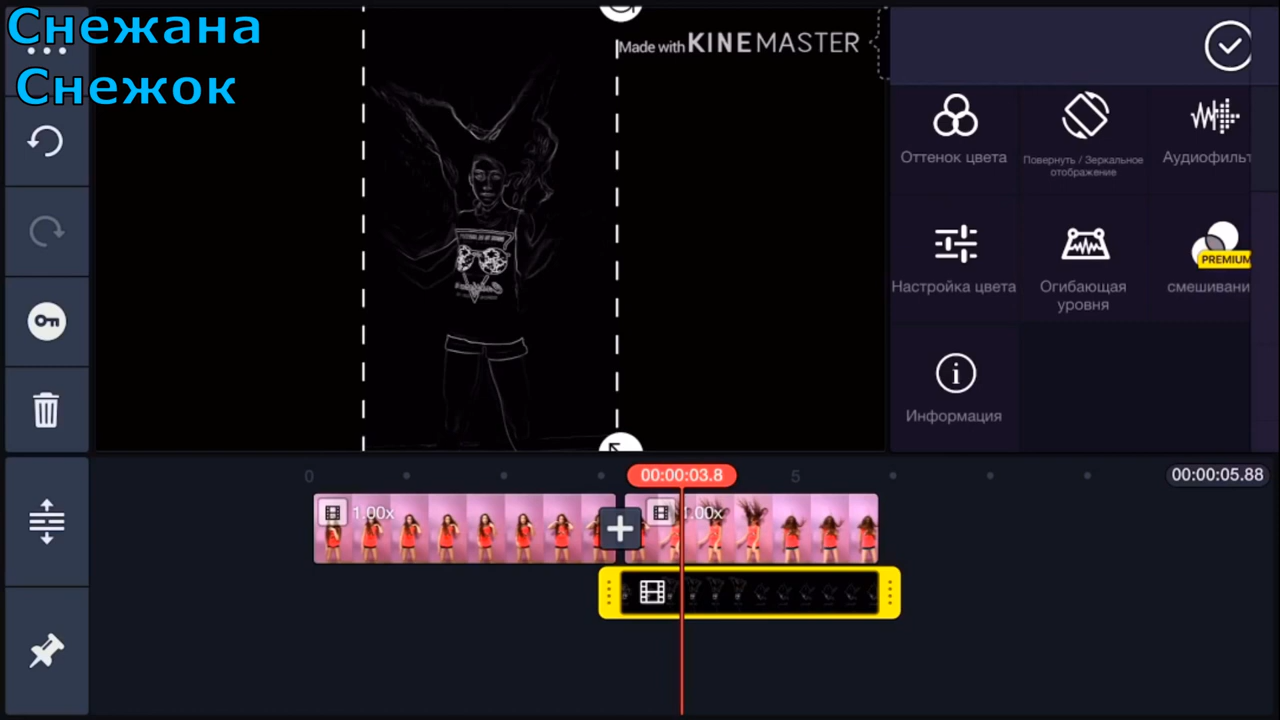 Снежана
Снежок
Made with KINEMASTER
Оттенок цвета
Повернуть / Зеркальное
отображение
Аудиофильт
Настройка цвета
Огибающая
уровня
PREMIUM
смешивани
Информация
0
00:00:03.8
5
00:00:05.88
1.00x
1.00x